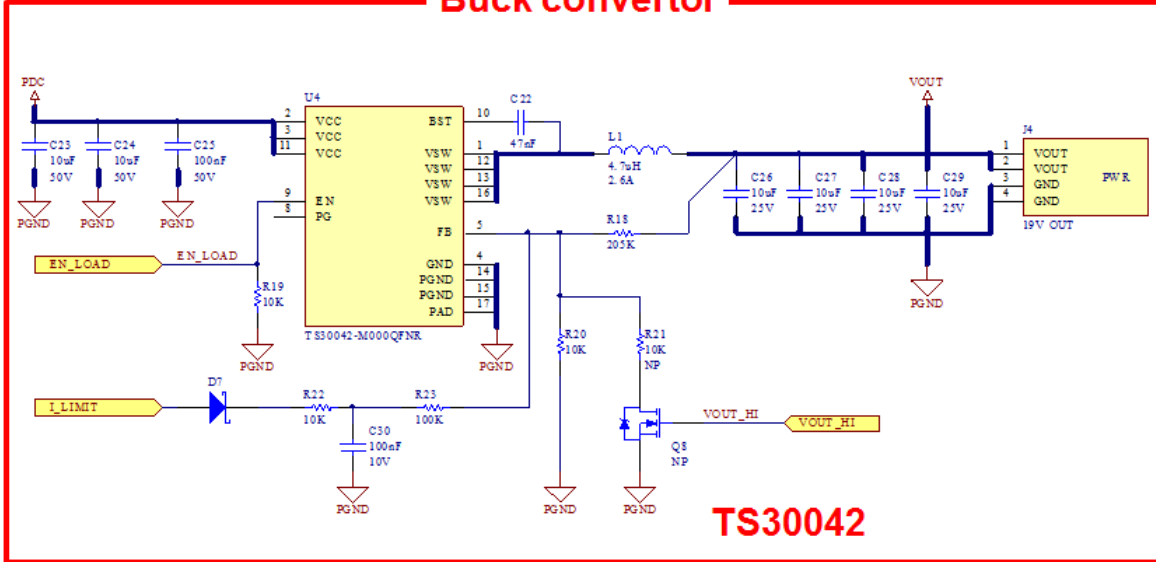 Buck convertor
PDC
C23
10uF
50V
C24
10uF
50V
C25
100nF
50V
PGND
PGND
PGND
U4
2 VCC
3 VCC
11 VCC
9 EN
8 PG
BST 10
VSW 1
VSW 12
VSW 13
VSW 16
FB 5
GND 4
PGND 14
PGND 15
PAD 17
TS30042-M000QFNR
C22
47nF
L1
4.7uH
2.6A
R18
205K
VOUT
C26
10uF
25V
C27
10uF
25V
C28
10uF
25V
C29
10uF
25V
J4
1 VOUT
2 VOUT
3 GND
4 GND
PWR
19V OUT
PGND
EN_LOAD
EN_LOAD
R19
10K
PGND
PGND
R20
10K
R21
10K
NP
I_LIMIT
D7
R22
10K
R23
100K
C30
100nF
10V
PGND
PGND
Q8
NP
PGND
VOUT_HI
VOUT_HI
TS30042